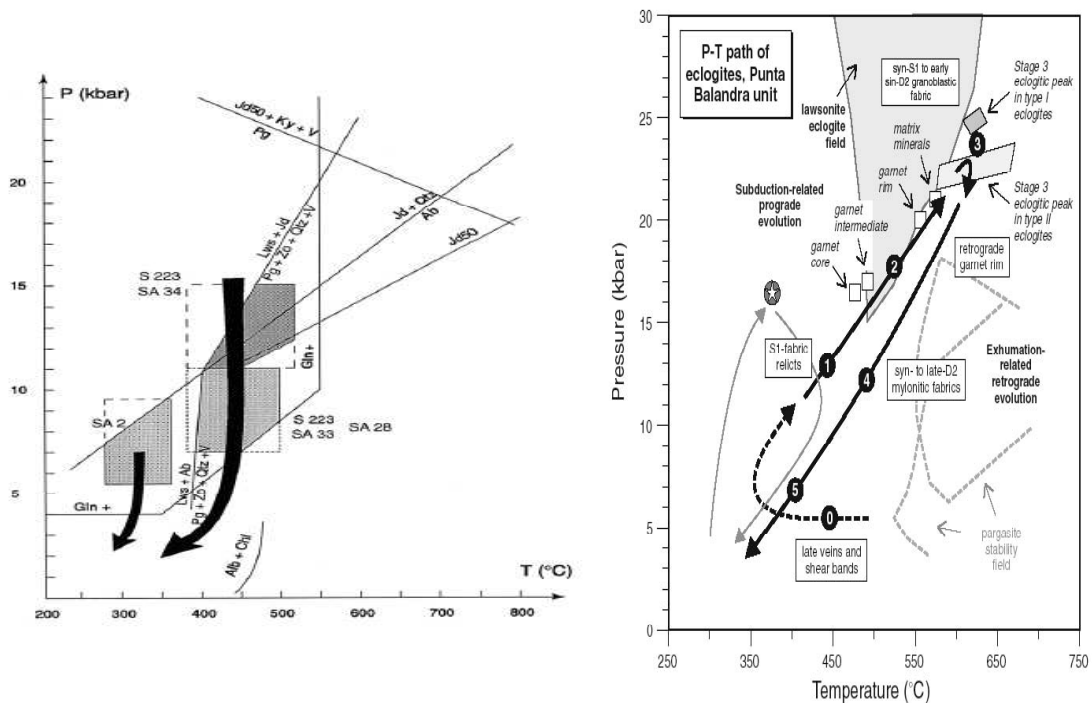 P (kbar)
Jd50 + Ky + V
Pg
20
Jd + Qtz
Ab
Lws + Jd
Pg + Zo + Qtz + V
Jd50
S 223
SA 34
15
Gln +
10
SA 2
S 223
SA 33 SA 28
Lws + Ab
Pg + Zo + Qtz + V
5
Gln +
Alb + Chl
T (°C)
200 300 400 500 600 700 800
30
25
20
15
10
5
0
Pressure (kbar)
P-T path of
eclogites, Punta
Balandra unit
syn-S1 to early
sin-D2 granoblastic
fabric
Stage 3
eclogitic peak
in type I
eclogites
lawsonite
eclogite
field
matrix
minerals
3
garnet
rim
Subduction-related
prograde
evolution
Stage 3
eclogitic peak
in type II
eclogites
garnet
intermediate
garnet
core
2
retrograde
garnet rim
S1-fabric
relicts
1
4
syn- to late-D2
mylonitic fabrics
Exhumation-
related
retrograde
evolution
5
0
late veins and
shear bands
pargasite
stability
field
250 350 450 550 650 750
Temperature (°C)